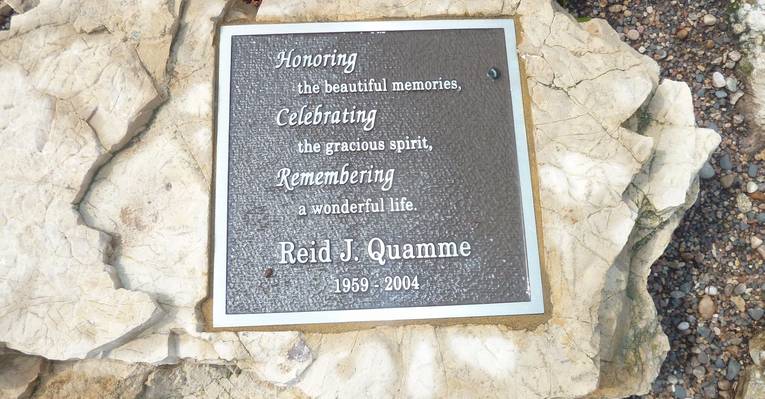 Honoring
the beautiful memories,
Celebrating
the gracious spirit,
Remembering
a wonderful life.
Reid J. Quamme
1959 - 2004